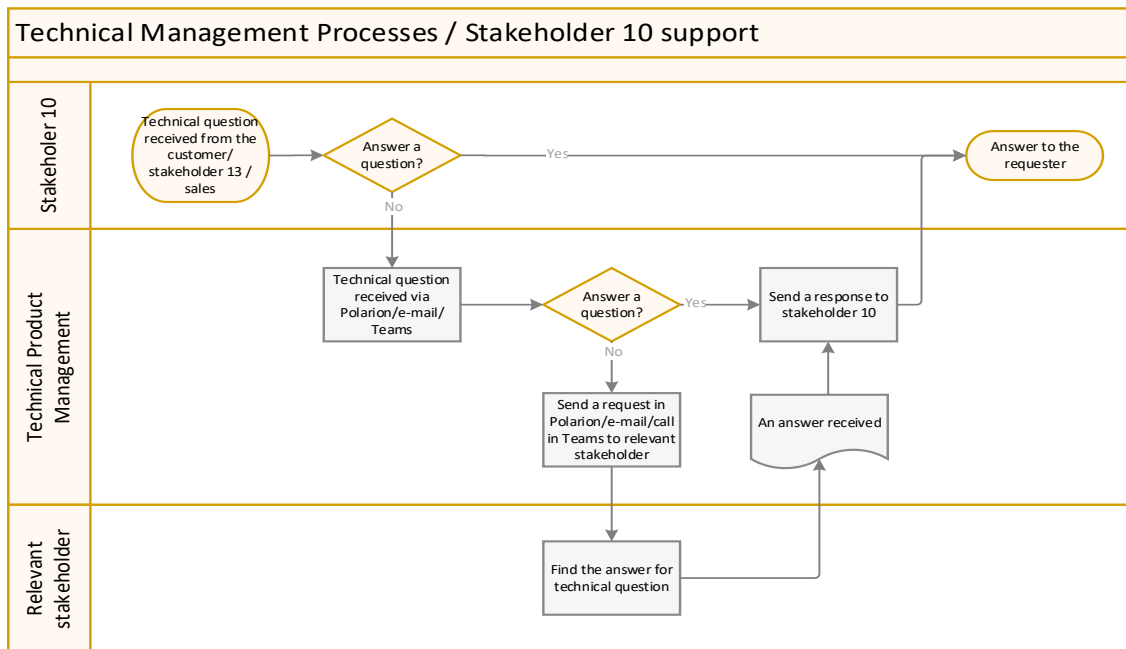 Technical Management Processes / Stakeholder 10 support
Stakeholer 10
Technical question
received from the
customer/
stakeholder 13 /
sales
Answer a
question?
Yes
Answer to the
requester
No
Technical Product
Management
Technical question
received via
Polarion/e-mail/
Teams
Answer a
question?
Yes
Send a response to
stakeholder 10
No
Send a request in
Polarion/e-mail/call
in Teams to relevant
stakeholder
An answer received
Relevant
stakeholder
Find the answer for
technical question